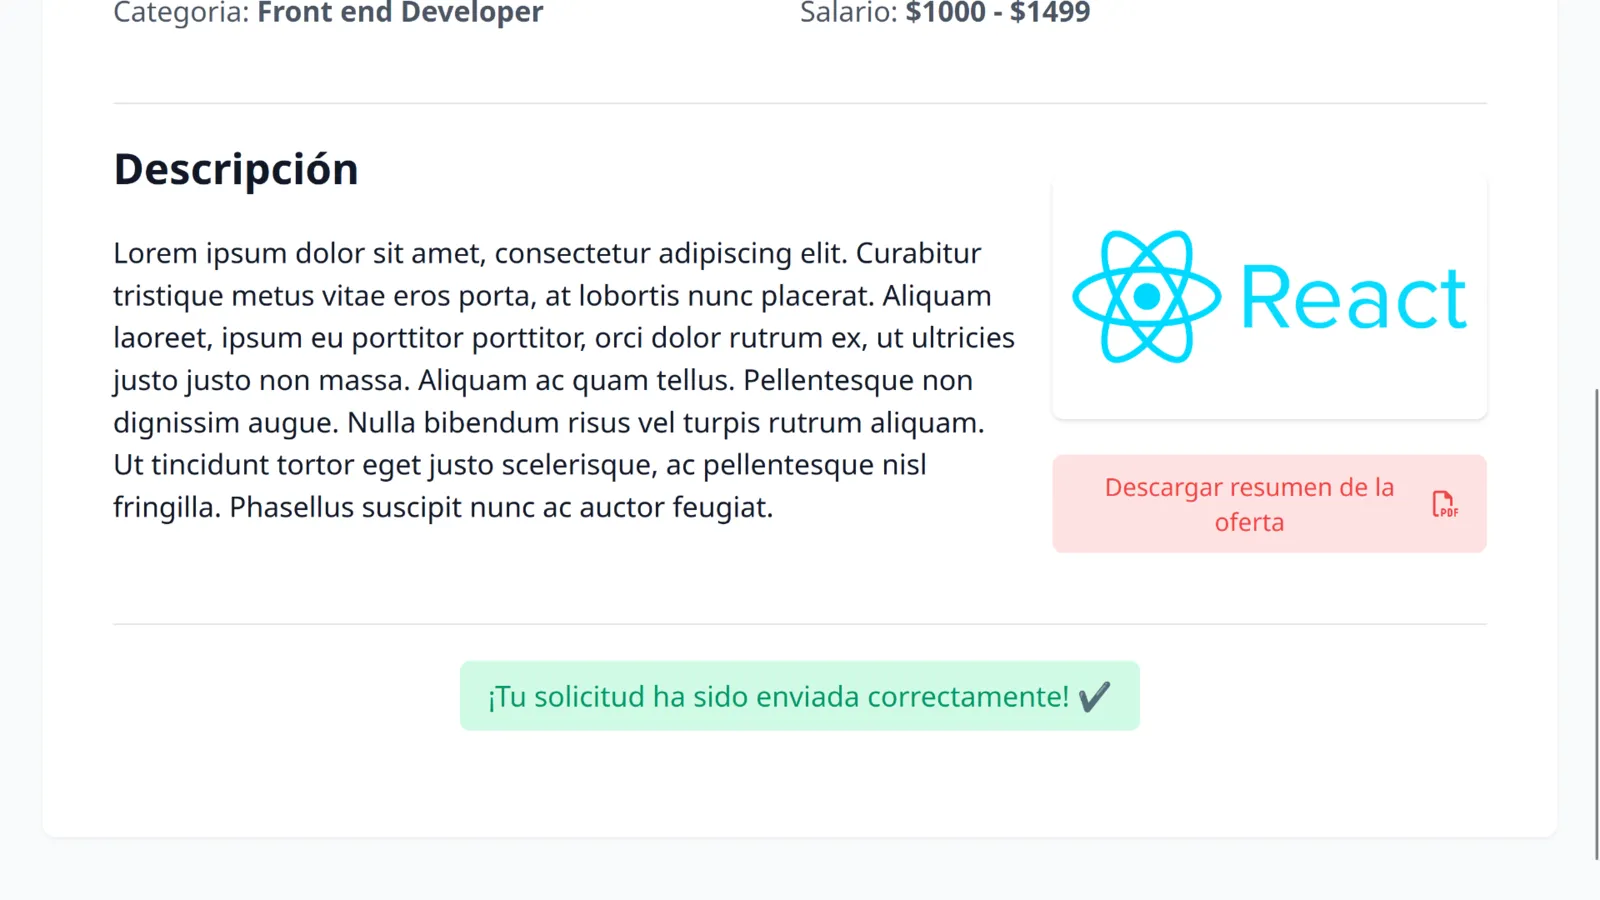 Categoria: Front end Developer
Salario: $1000 - $1499
Descripción
Lorem ipsum dolor sit amet, consectetur adipiscing elit. Curabitur
tristique metus vitae eros porta, at lobortis nunc placerat. Aliquam
laoreet, ipsum eu porttitor porttitor, orci dolor rutrum ex, ut ultricies
justo justo non massa. Aliquam ac quam tellus. Pellentesque non
dignissim augue. Nulla bibendum risus vel turpis rutrum aliquam.
Ut tincidunt tortor eget justo scelerisque, ac pellentesque nisl
fringilla. Phasellus suscipit nunc ac auctor feugiat.
React
Descargar resumen de la
oferta
PDF
¡Tu solicitud ha sido enviada correctamente! ✔